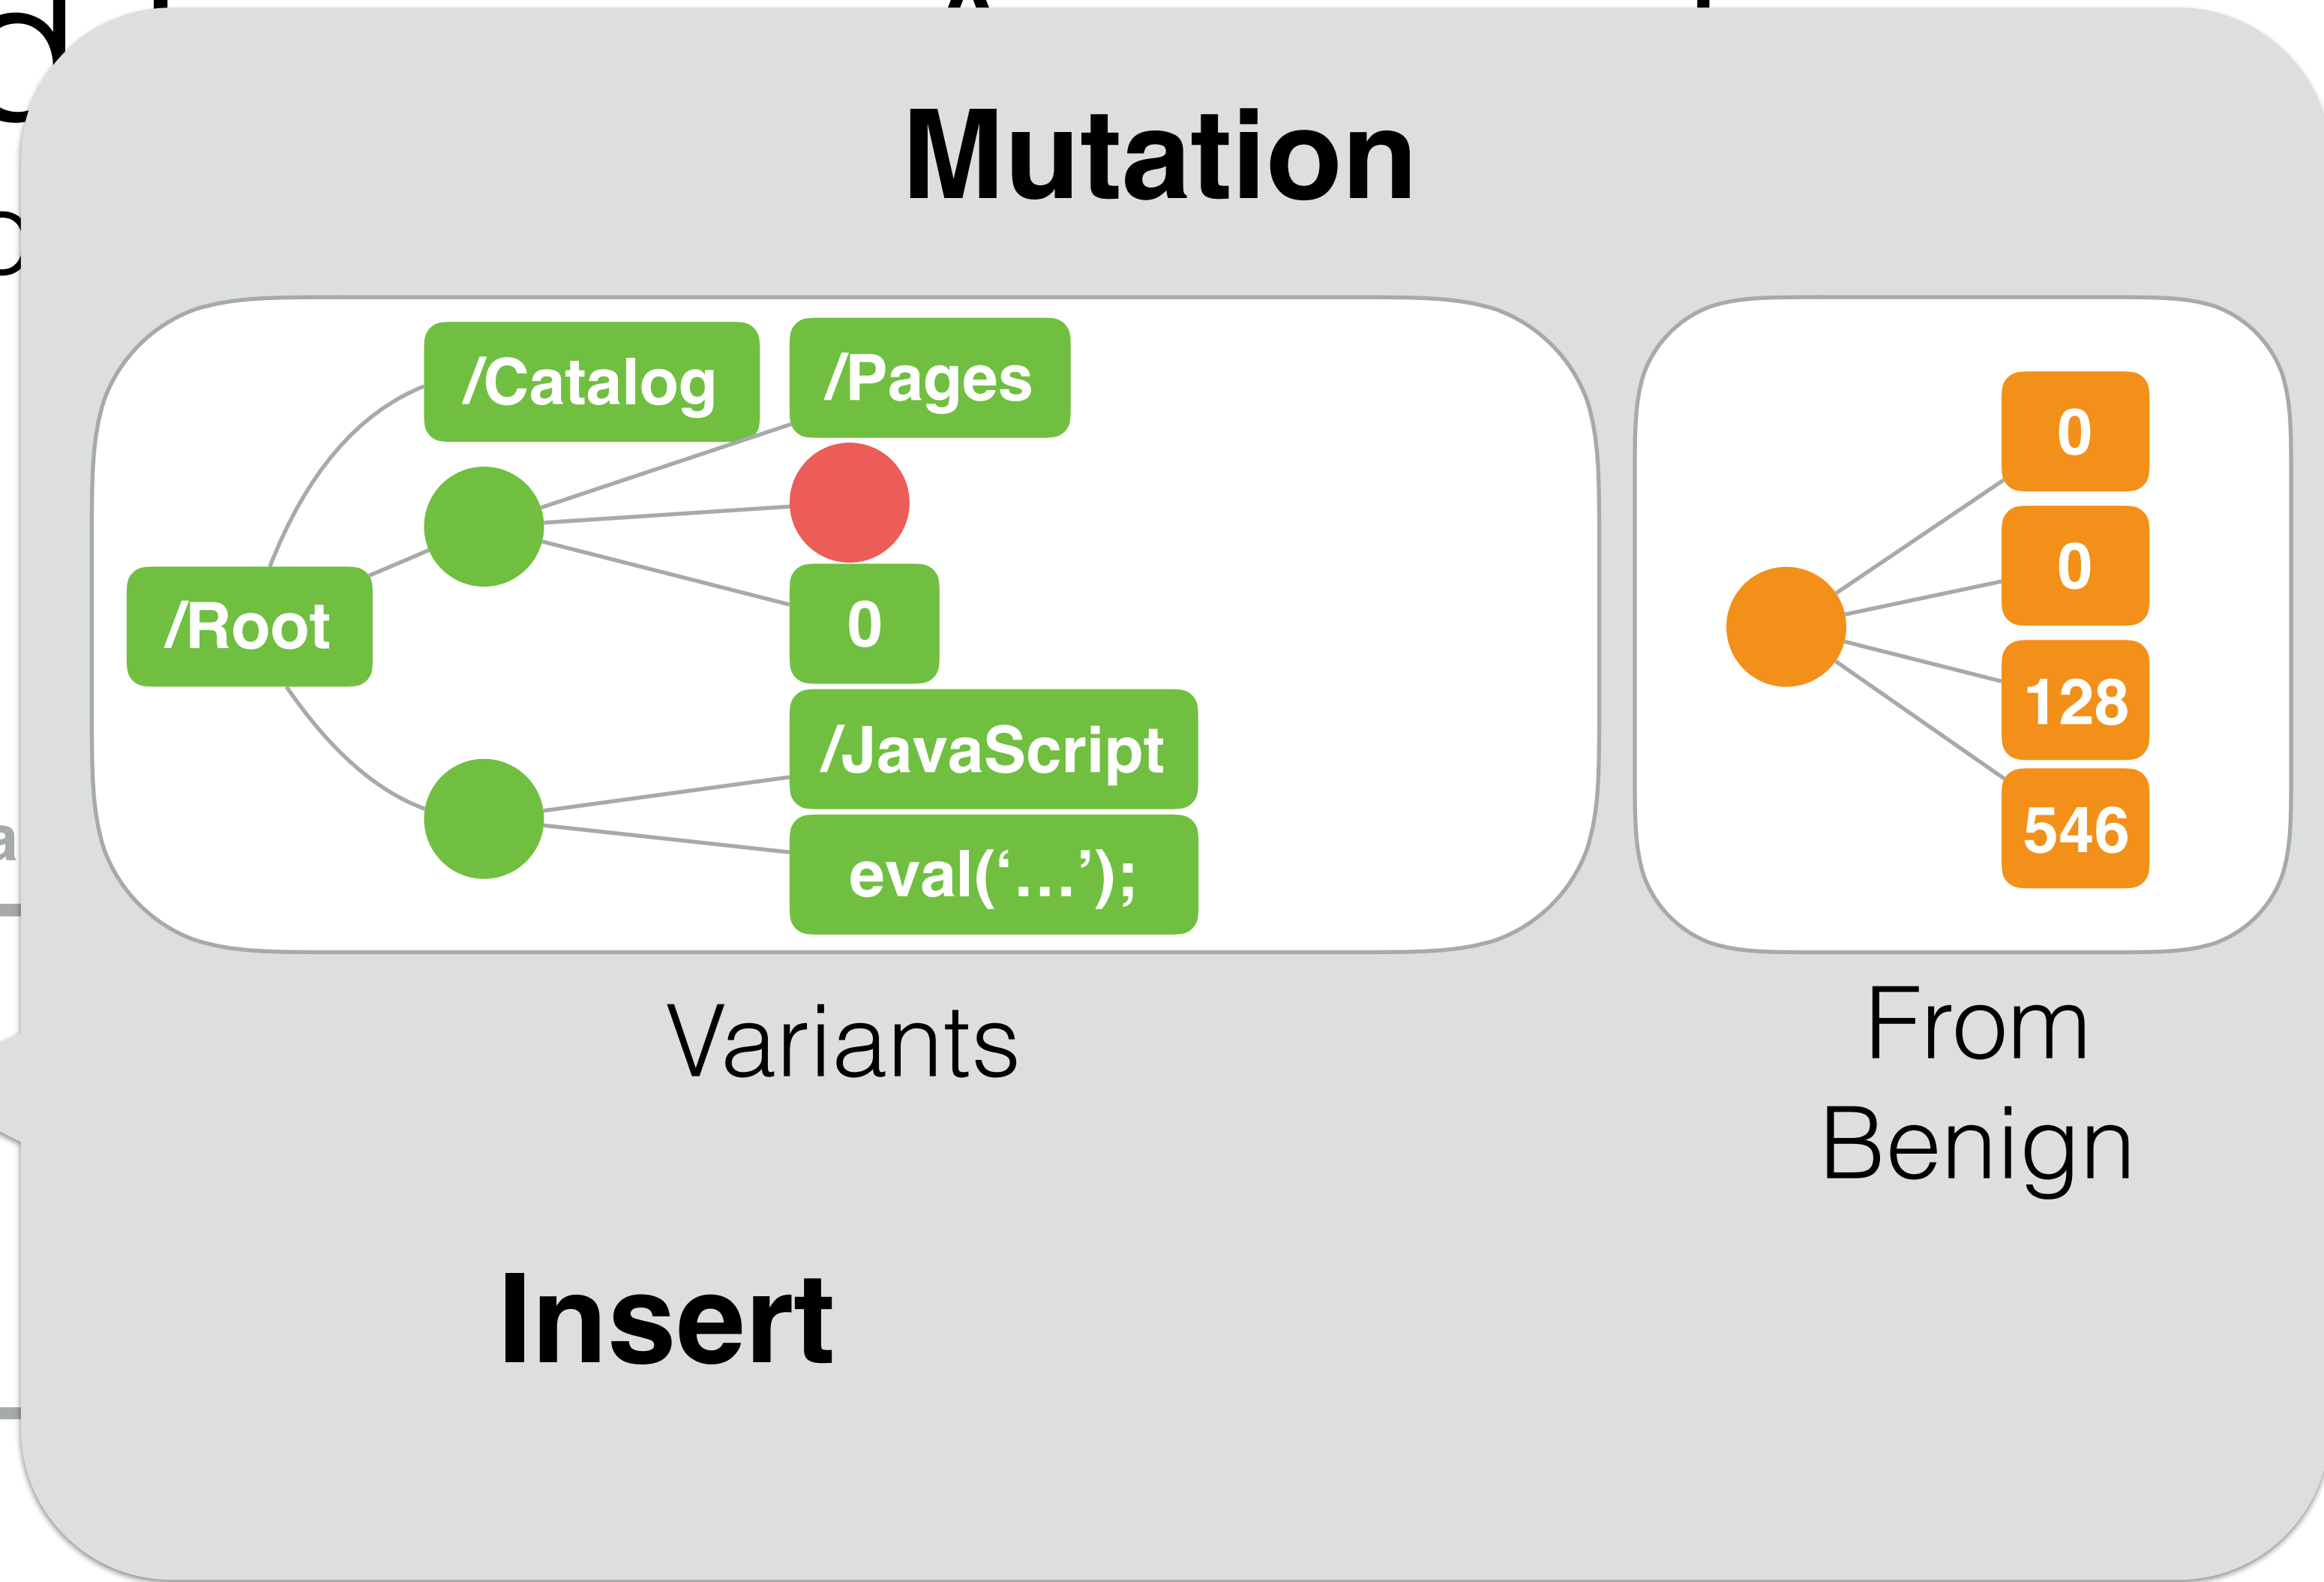 Mutation
/Catalog
/Pages
/Root
0
/JavaScript
eval(‘...’);
0
0
128
546
Variants
From
Benign
Insert